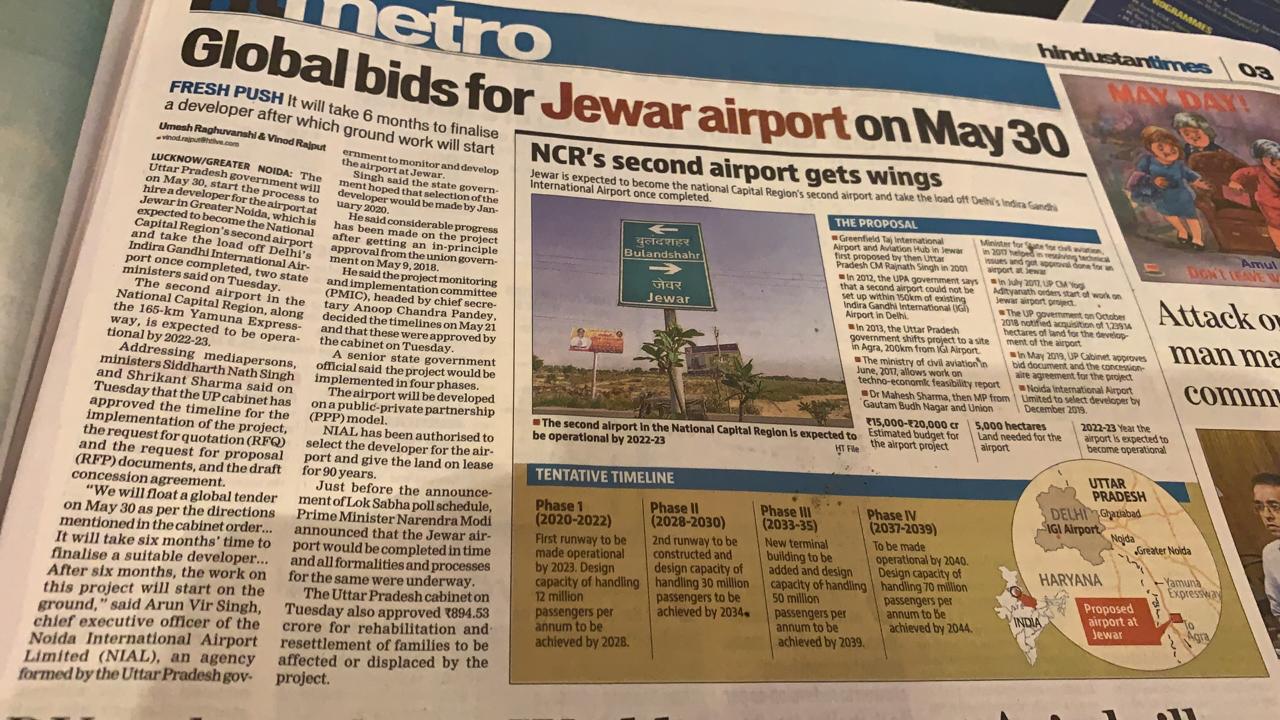 htmetro
hindustantimes
03
Global bids for Jewar airport on May 30
FRESH PUSH It will take 6 months to finalise
a developer after which ground work will start
Umesh Raghuvanshi & Vinod Rajput
vinod.rajput@htlive.com
LUCKNOW/GREATER NOIDA: The
Uttar Pradesh government will
on May 30, start the process to
hire a developer for the airport at
Jewar in Greater Noida, which is
expected to become the National
Capital Region's second airport
and take the load off Delhi's
Indira Gandhi International Air-
port once completed, two state
ministers said on Tuesday.
The second airport in the
National Capital Region, along
the 165-km Yamuna Express-
way, is expected to be opera-
tional by 2022-23.
Addressing mediapersons,
ministers Siddharth Nath Singh
and Shrikant Sharma said on
Tuesday that the UP cabinet has
approved the timeline for the
implementation of the project,
the request for quotation (RFQ)
and the request for proposal
(RFP) documents, and the draft
concession agreement.
"We will float a global tender
on May 30 as per the directions
mentioned in the cabinet order...
It will take six months' time to
finalise a suitable developer...
After six months, the work on
this project will start on the
ground," said Arun Vir Singh,
chief executive officer of the
Noida International Airport
Limited (NIAL), an agency
formed by the Uttar Pradesh gov-
ernment to monitor and develop
the airport at Jewar.
Singh said the state govern-
ment hoped that selection of the
developer would be made by Jan-
uary 2020.
He said considerable progress
has been made on the project
after getting an in-principle
approval from the union govern-
ment on May 9, 2018.
He said the project monitoring
and implementation committee
(PMIC), headed by chief secre-
tary Anoop Chandra Pandey,
decided the timelines on May 21
and that these were approved by
the cabinet on Tuesday.
A senior state government
official said the project would be
implemented in four phases.
The airport will be developed
on a public-private partnership
(PPP) model.
NIAL has been authorised to
select the developer for the air-
port and give the land on lease
for 90 years.
Just before the announce-
ment of Lok Sabha poll schedule,
Prime Minister Narendra Modi
announced that the Jewar air-
port would be completed in time
and all formalities and processes
for the same were underway.
The Uttar Pradesh cabinet on
Tuesday also approved ₹894.53
crore for rehabilitation and
resettlement of families to be
affected or displaced by the
project.
NCR's second airport gets wings
Jewar is expected to become the national Capital Region's second airport and take the load off Delhi's Indira Gandhi
International Airport once completed.
बुलंदशहर
Bulandshahr
जेवर
Jewar
The second airport in the National Capital Region is expected to
be operational by 2022-23
HT File
THE PROPOSAL
Greenfield Taj International
Airport and Aviation Hub in Jewar
first proposed by then Uttar
Pradesh CM Rajnath Singh in 2001
In 2012, the UPA government says
that a second airport could not be
set up within 150km of existing
Indira Gandhi International (IGI)
Airport in Delhi.
In 2013, the Uttar Pradesh
government shifts project to a site
in Agra, 200km from IGI Airport.
The ministry of civil aviation in
June, 2017, allows work on
techno-economic feasibility report
Dr Mahesh Sharma, then MP from
Gautam Budh Nagar and Union
Minister for State for civil aviation,
in 2017 helped in resolving technical
issues and got approval done for an
airport at Jewar
In July 2017, UP CM Yogi
Adityanath orders start of work on
Jewar airport project.
The UP government on October
2018 notified acquisition of 1,239.14
hectares of land for the develop-
ment of the airport.
In May 2019, UP Cabinet approves
bid document and the concession-
aire agreement for the project
Noida International Airport
Limited to select developer by
December 2019.
₹15,000-₹20,000 cr
Estimated budget for
the airport project
5,000 hectares
Land needed for the
airport
2022-23 Year the
airport is expected to
become operational
TENTATIVE TIMELINE
Phase 1
(2020-2022)
First runway to be
made operational
by 2023. Design
capacity of handling
12 million
passengers per
annum to be
achieved by 2028.
Phase II
(2028-2030)
2nd runway to be
constructed and
design capacity of
handling 30 million
passengers to be
achieved by 2034.
Phase III
(2033-35)
New terminal
building to be
added and design
capacity of handling
50 million
passengers per
annum to be
achieved by 2039.
Phase IV
(2037-2039)
To be made
operational by 2040.
Design capacity of
handling 70 million
passengers per
annum to be
achieved by 2044.
UTTAR
PRADESH
DELHI
Ghaziabad
IGI Airport
Noida
Greater Noida
HARYANA
Yamuna
Expressway
Proposed
airport at
Jewar
To
Agra
INDIA
MAY DAY!
Amul
DON'T LEAVE
Attack on
man ma
comm